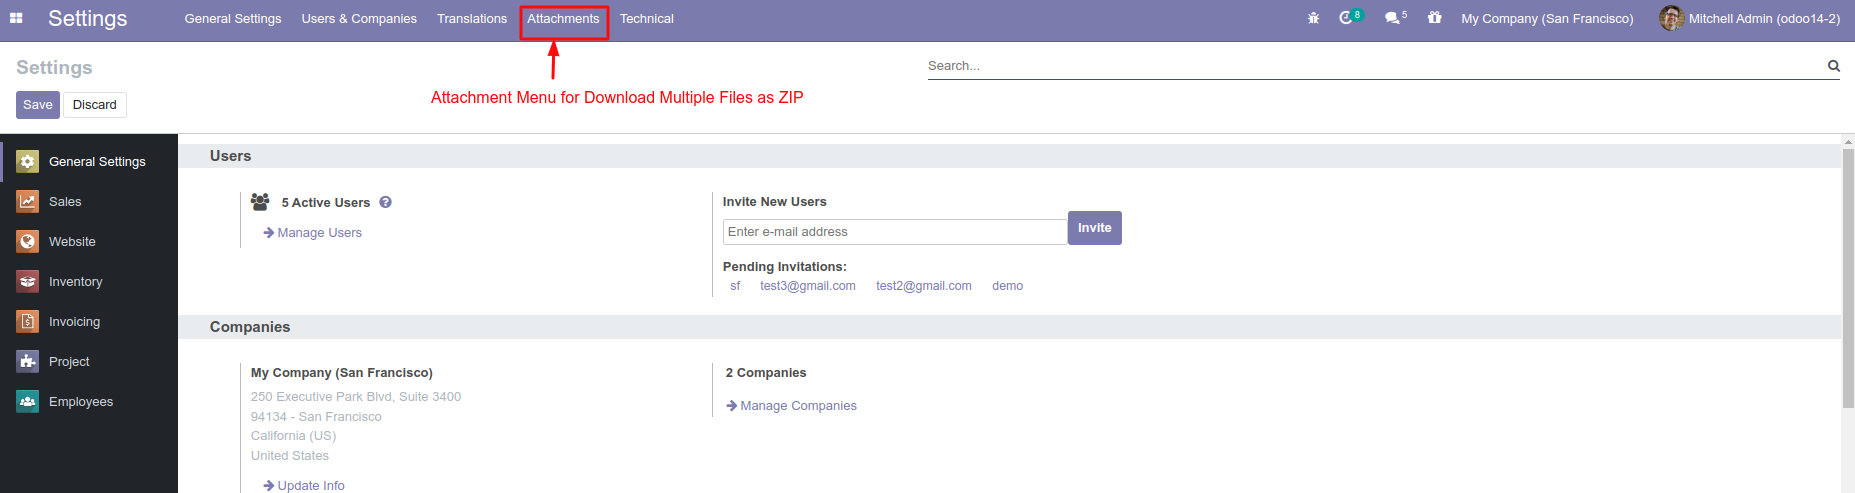 Settings General Settings Users & Companies Translations Attachments Technical 8 5 My Company (San Francisco) Mitchell Admin (odoo14-2)
Settings
Search...
Save Discard
Attachment Menu for Download Multiple Files as ZIP
General Settings
Sales
Website
Inventory
Invoicing
Project
Employees
Users
5 Active Users ?
Manage Users
Invite New Users
Enter e-mail address Invite
Pending Invitations:
sf test3@gmail.com test2@gmail.com demo
Companies
My Company (San Francisco)
250 Executive Park Blvd, Suite 3400
94134 - San Francisco
California (US)
United States
Update Info
2 Companies
Manage Companies